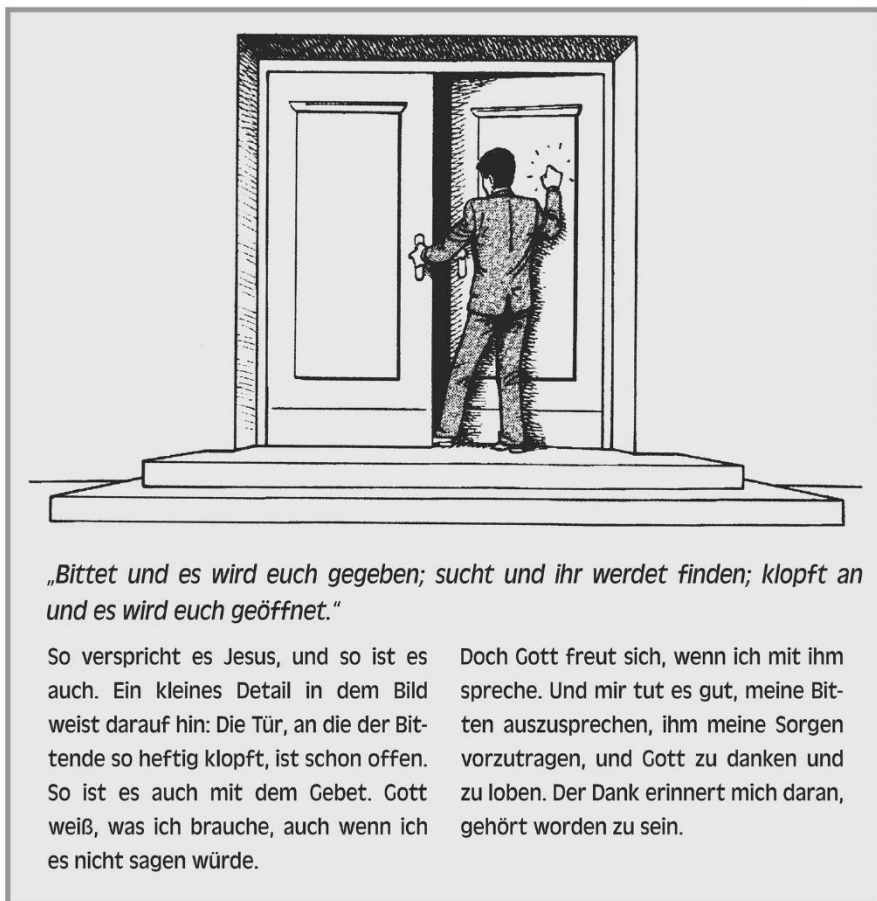 „Bittet und es wird euch gegeben; sucht und ihr werdet finden; klopft an
und es wird euch geöffnet.“
So verspricht es Jesus, und so ist es
auch. Ein kleines Detail in dem Bild
weist darauf hin: Die Tür, an die der Bit-
tende so heftig klopft, ist schon offen.
So ist es auch mit dem Gebet. Gott
weiß, was ich brauche, auch wenn ich
es nicht sagen würde.
Doch Gott freut sich, wenn ich mit ihm
spreche. Und mir tut es gut, meine Bit-
ten auszusprechen, ihm meine Sorgen
vorzutragen, und Gott zu danken und
zu loben. Der Dank erinnert mich daran,
gehört worden zu sein.